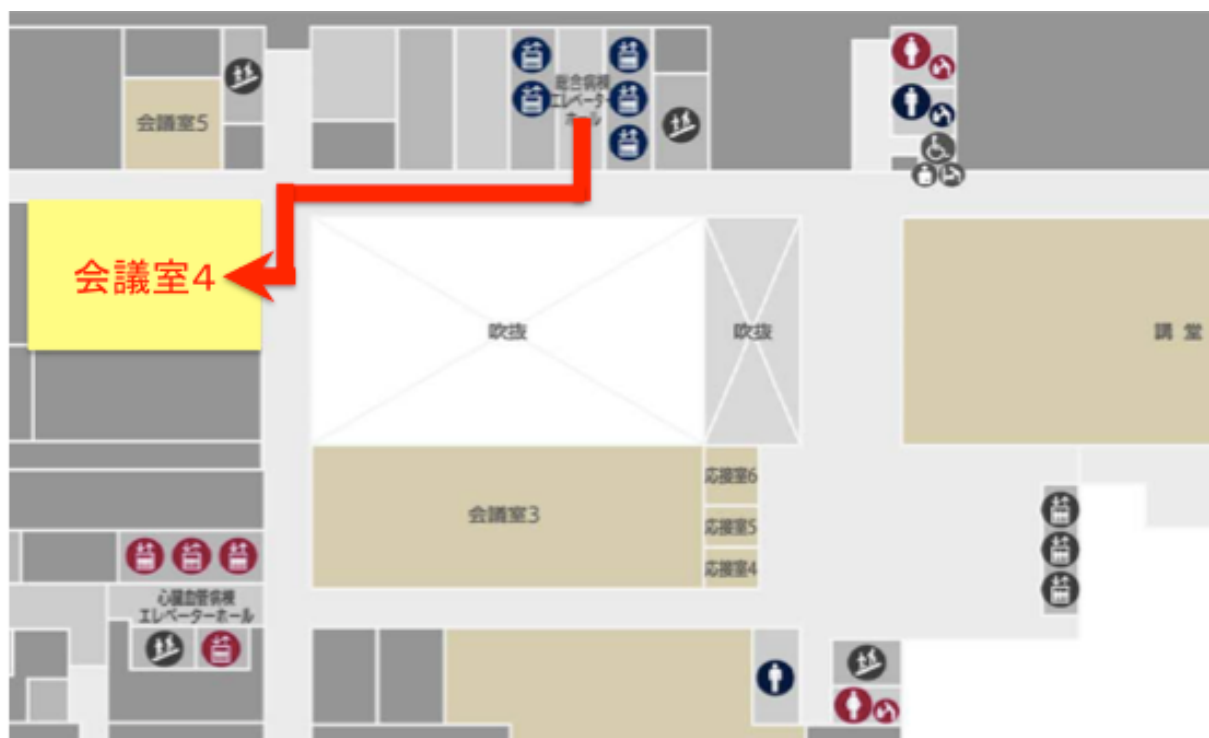 総合病棟
エレベーター
ホール
会議室5
会議室4
吹抜
吹抜
講堂
会議室3
応接室6
応接室5
応接室4
心臓血管病棟
エレベーターホール